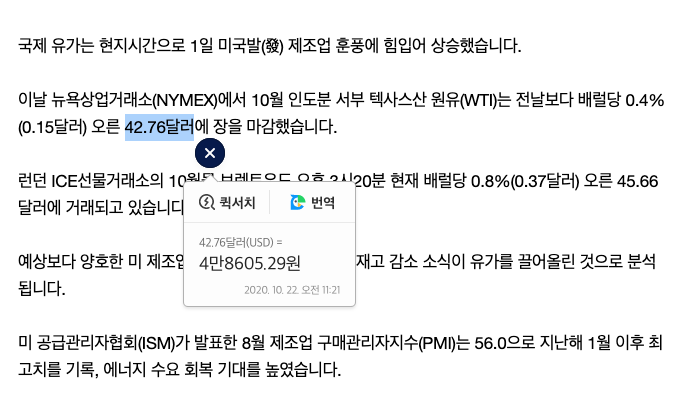 국제 유가는 현지시간으로 1일 미국발(發) 제조업 훈풍에 힘입어 상승했습니다.
이날 뉴욕상업거래소(NYMEX)에서 10월 인도분 서부 텍사스산 원유(WTI)는 전날보다 배럴당 0.4%
(0.15달러) 오른 42.76달러에 장을 마감했습니다.
런던 ICE선물거래소의 10월물 브렌트유도 오후 3시20분 현재 배럴당 0.8%(0.37달러) 오른 45.66
달러에 거래되고 있습니다
퀵서치 번역
42.76달러(USD) =
4만8605.29원
2020. 10. 22. 오전 11:21
예상보다 양호한 미 제조업 재고 감소 소식이 유가를 끌어올린 것으로 분석
됩니다.
미 공급관리자협회(ISM)가 발표한 8월 제조업 구매관리자지수(PMI)는 56.0으로 지난해 1월 이후 최
고치를 기록, 에너지 수요 회복 기대를 높였습니다.